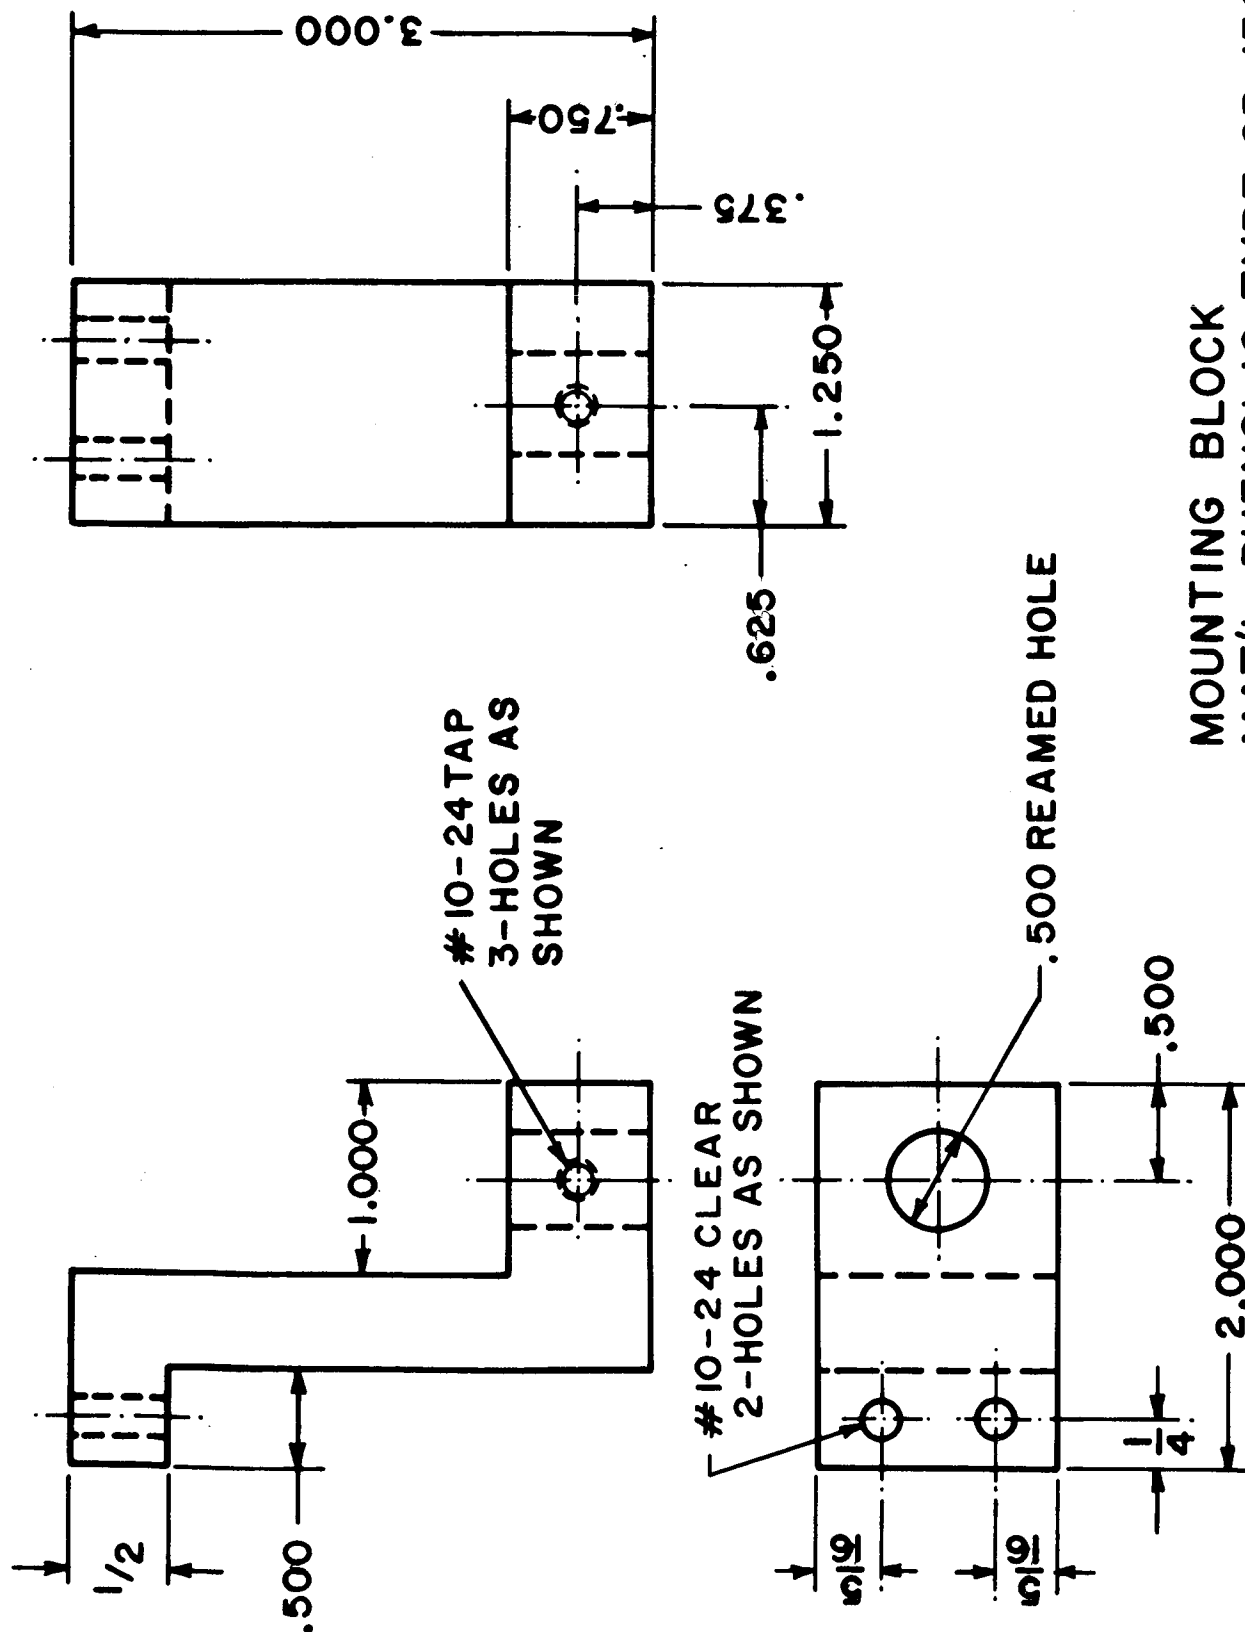 3.000
.750
.375
1.250
.625
#10-24 TAP
3-HOLES AS
SHOWN
1.000
1/2
.500
#10-24 CLEAR
2-HOLES AS SHOWN
.500 REAMED HOLE
.500
2.000
1/4
5/16
5/16
MOUNTING BLOCK